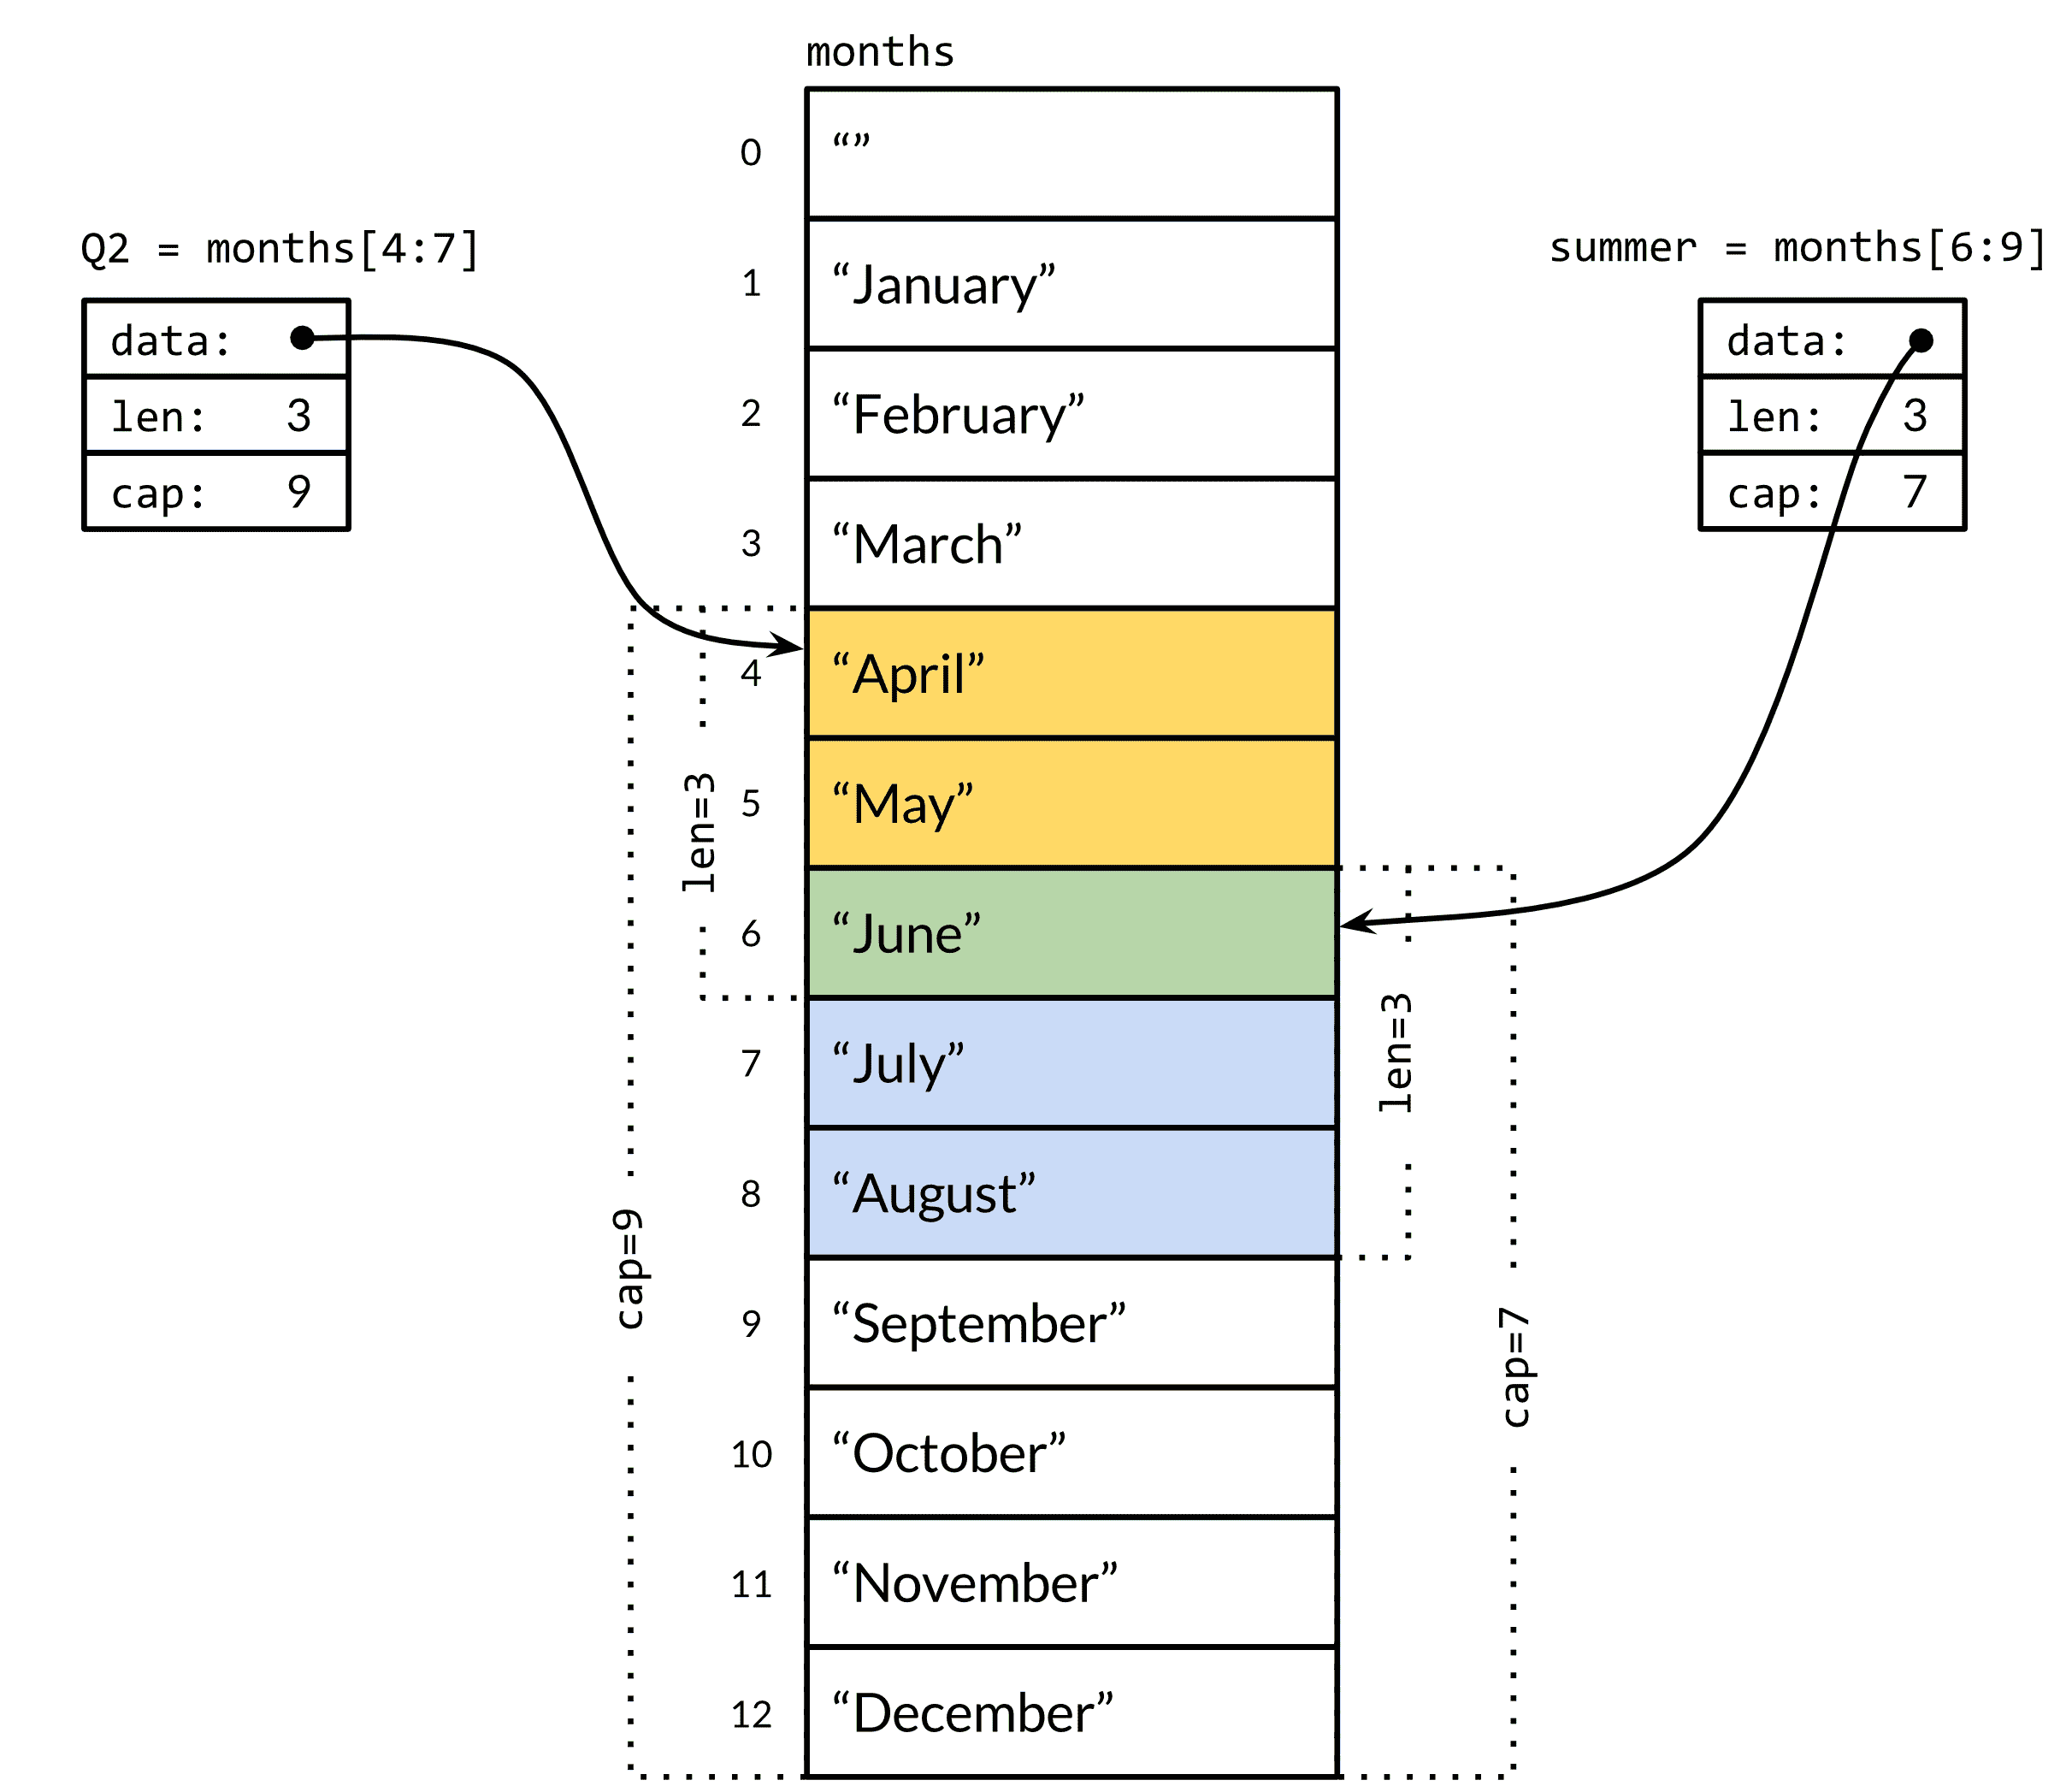 months
0 “”
Q2 = months[4:7]
summer = months[6:9]
1 “January”
data:
len: 3
cap: 9
data:
len: 3
cap: 7
2 “February”
3 “March”
4 “April”
5 “May”
len=3
6 “June”
7 “July”
len=3
8 “August”
cap=9
9 “September”
cap=7
10 “October”
11 “November”
12 “December”